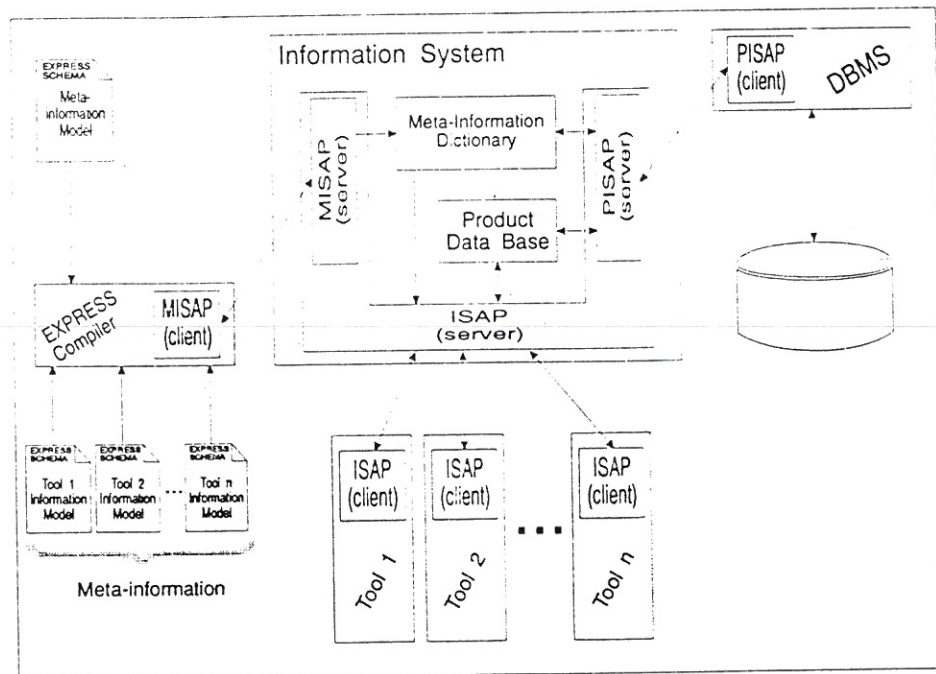 EXPRESS
SCHEMA
Meta-
information
Model
Information System
MISAP
(server)
Meta-Information
Dictionary
Product
Data Base
PISAP
(server)
ISAP
(server)
PISAP
(client)
DBMS
EXPRESS
Compiler
MISAP
(client)
EXPRESS
SCHEMA
Tool 1
Information
Model
EXPRESS
SCHEMA
Tool 2
Information
Model
...
EXPRESS
SCHEMA
Tool n
Information
Model
Meta-information
ISAP
(client)
Tool 1
ISAP
(client)
Tool 2
...
ISAP
(client)
Tool n